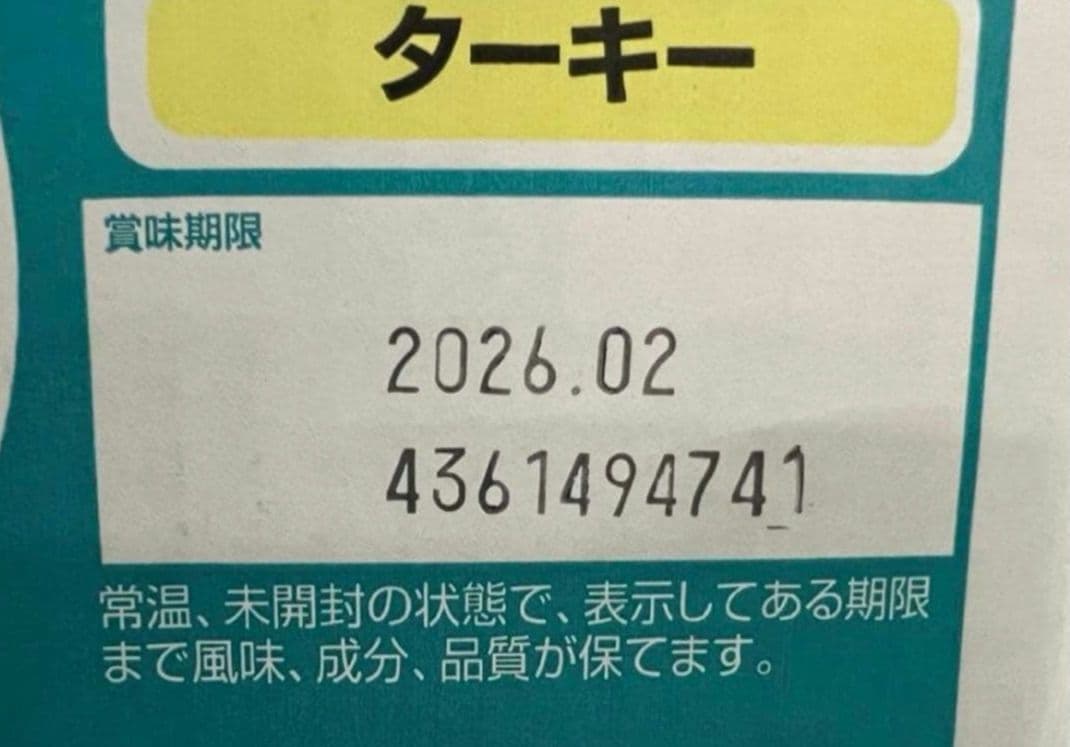 ターキー
賞味期限
2026.02
4361494741
常温、未開封の状態で、表示してある期限
まで風味、成分、品質が保てます。